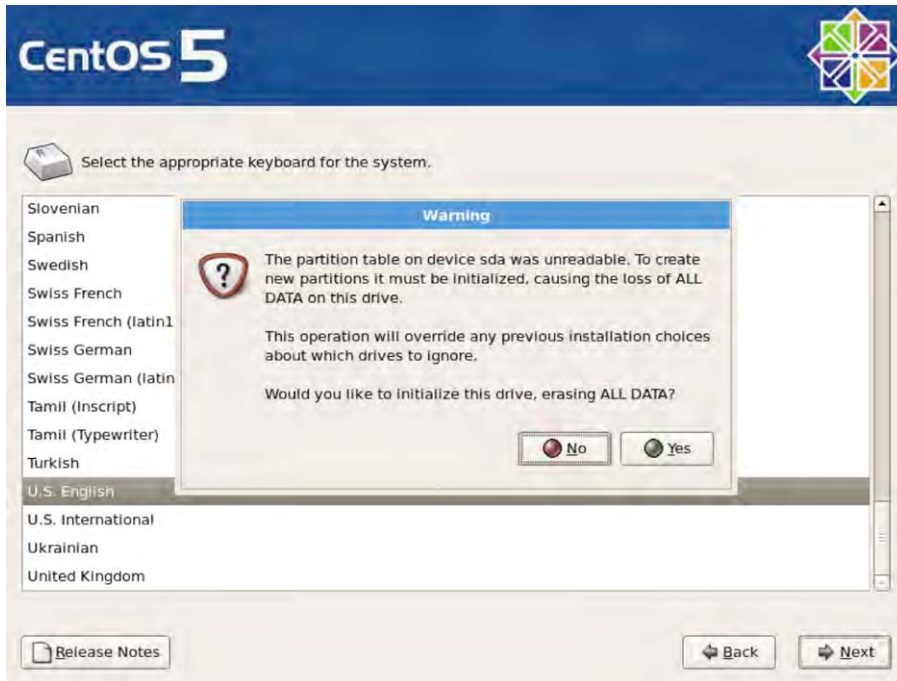 CentOS 5
Select the appropriate keyboard for the system.
Slovenian
Spanish
Swedish
Swiss French
Swiss French (latin1
Swiss German
Swiss German (latin
Tamil (Inscript)
Tamil (Typewriter)
Turkish
U.S. English
U.S. International
Ukrainian
United Kingdom
Warning
?
The partition table on device sda was unreadable. To create
new partitions it must be initialized, causing the loss of ALL
DATA on this drive.
This operation will override any previous installation choices
about which drives to ignore.
Would you like to initialize this drive, erasing ALL DATA?
No
Yes
Release Notes
Back
Next